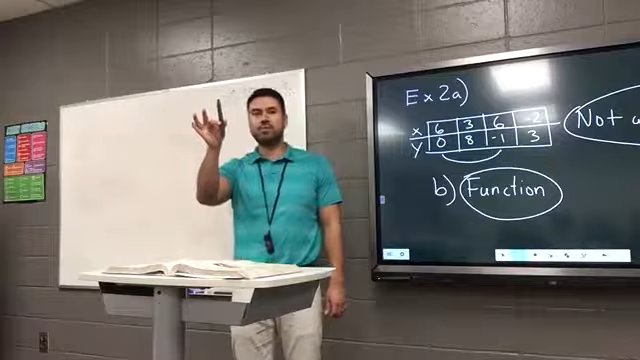 Ex 2a)
x 6 3 6 -2
y 0 8 -1 3
Not
b) Function